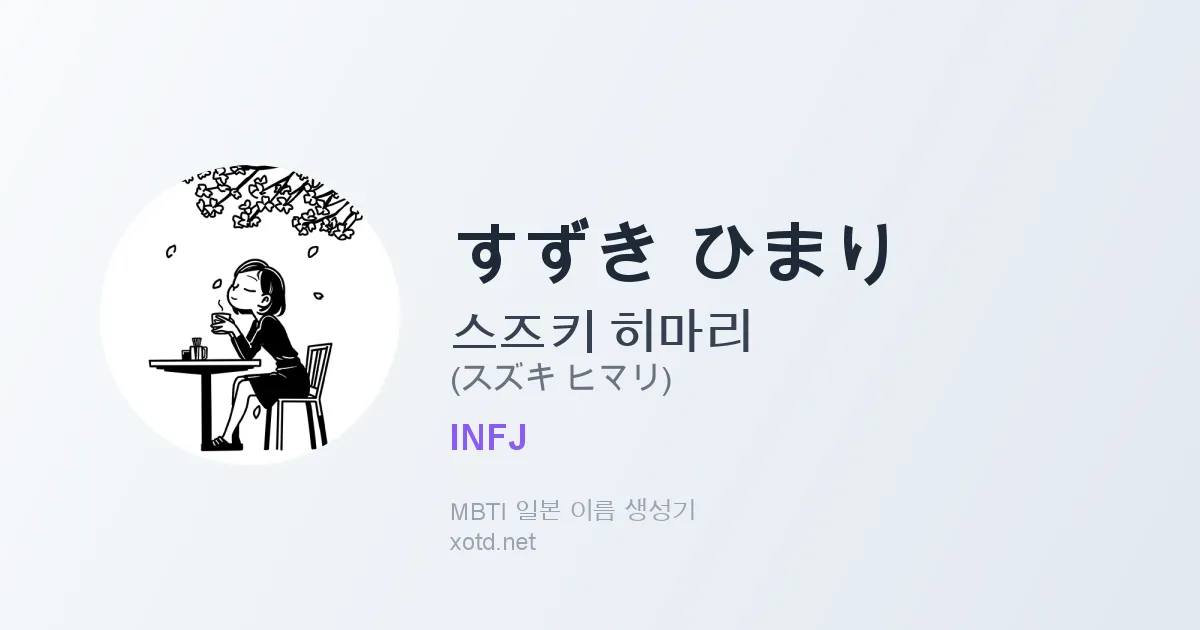 すずき ひまり
스즈키 히마리
(スズキ ヒマリ)
INFJ
MBTI 일본 이름 생성기
xotd.net